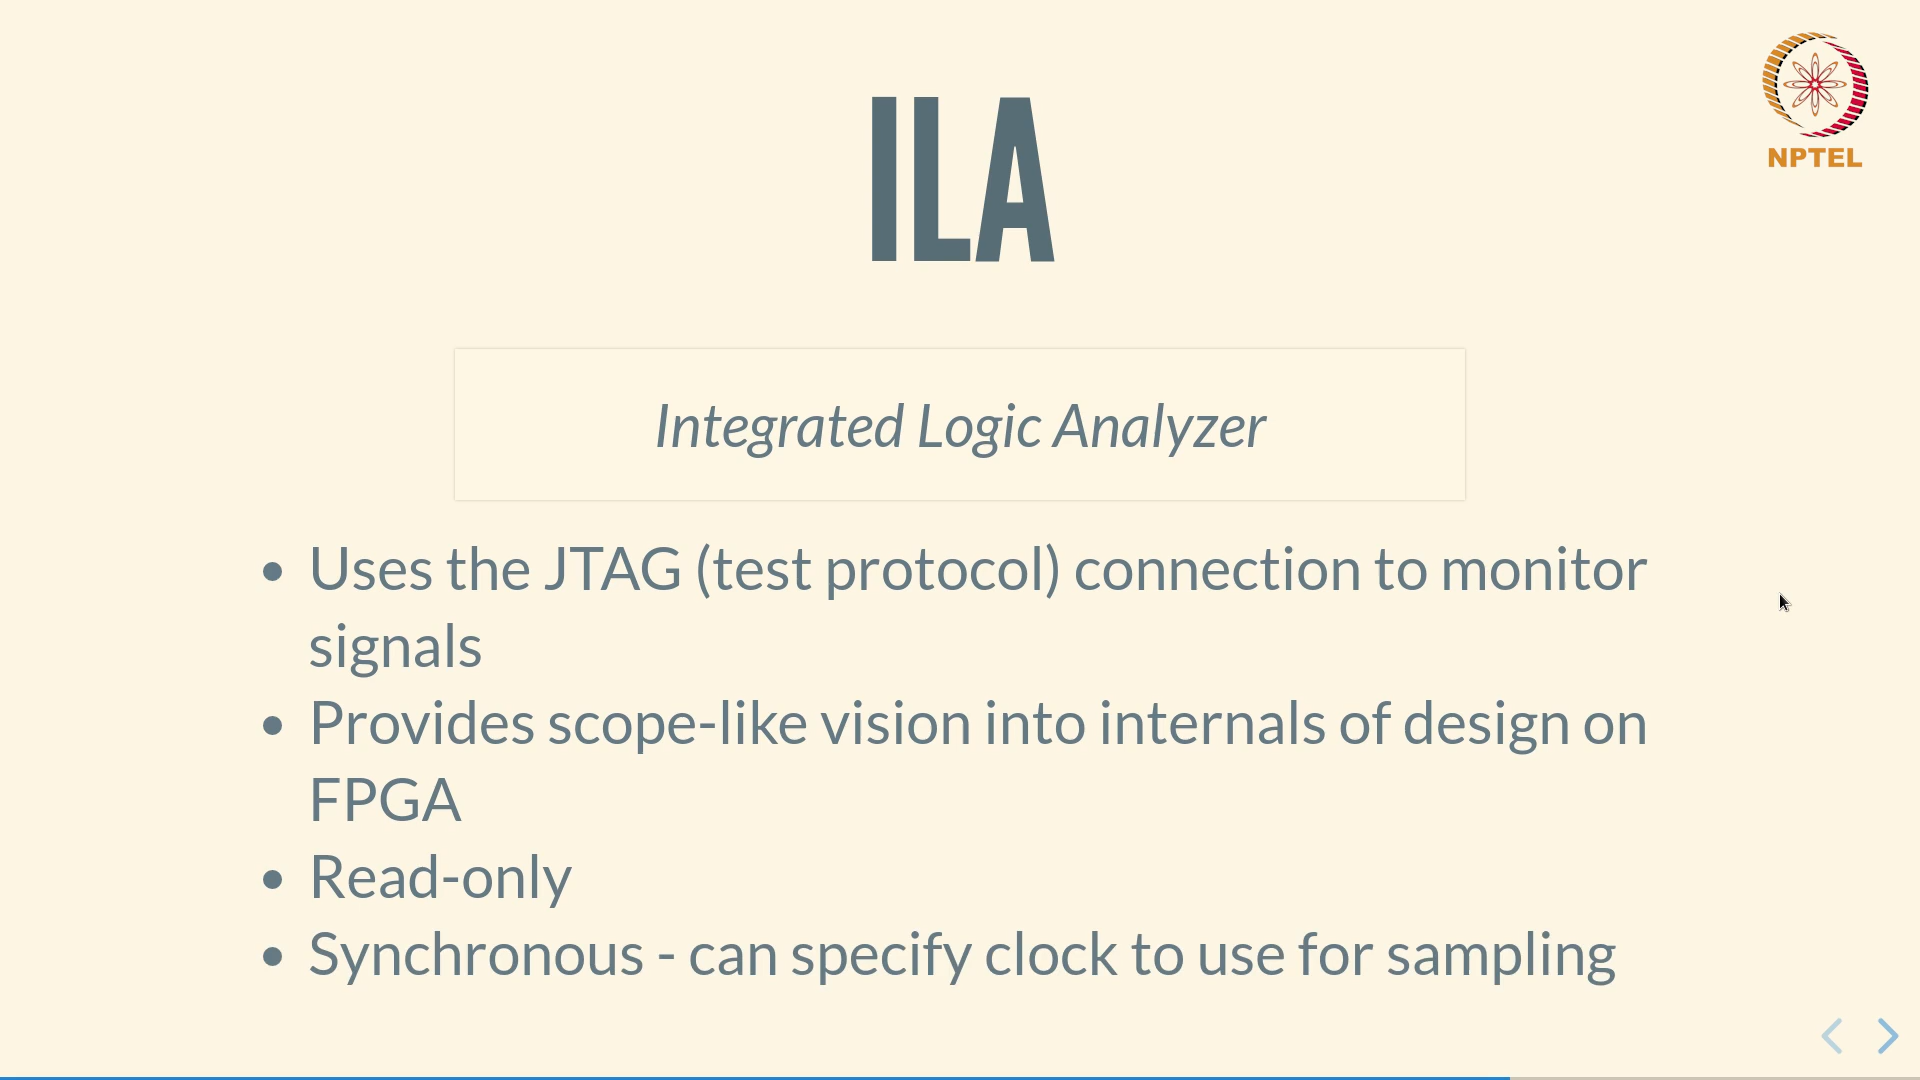 NPTEL
ILA
Integrated Logic Analyzer
• Uses the JTAG (test protocol) connection to monitor
signals
• Provides scope-like vision into internals of design on
FPGA
• Read-only
• Synchronous - can specify clock to use for sampling